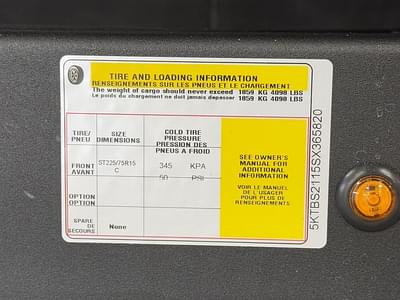 TIRE AND LOADING INFORMATION
RENSEIGNEMENTS SUR LES PNEUS ET LE CHARGEMENT
The weight of cargo should never exceed 1859 KG 4098 LBS
Le poids du chargement ne doit jamais depasser 1859 KG 4098 LBS
TIRE/
PNEU
SIZE
DIMENSIONS
COLD TIRE
PRESSURE
PRESSION DES
PNEUS A FROID
FRONT
AVANT
ST225/75R15
C
345 KPA
50 PSI
OPTION
OPTION
SPARE
DE
SECOURS
None
SEE OWNER'S
MANUAL FOR
ADDITIONAL
INFORMATION
VOIR LE MANUEL
DE L'USAGER
POUR PLUS DE
RENSEIGNEMENTS
5KTBS2115SX365820